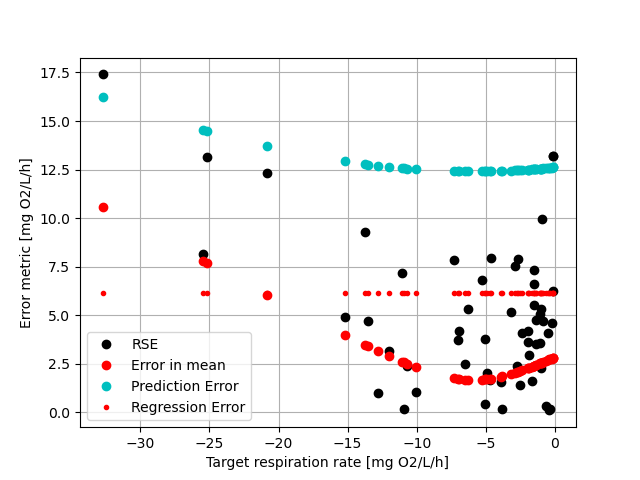 17.5
15.0
12.5
10.0
7.5
5.0
2.5
0.0
Error metric [mg O2/L/h]
RSE
Error in mean
Prediction Error
Regression Error
−30
−25
−20
−15
−10
−5
0
Target respiration rate [mg O2/L/h]